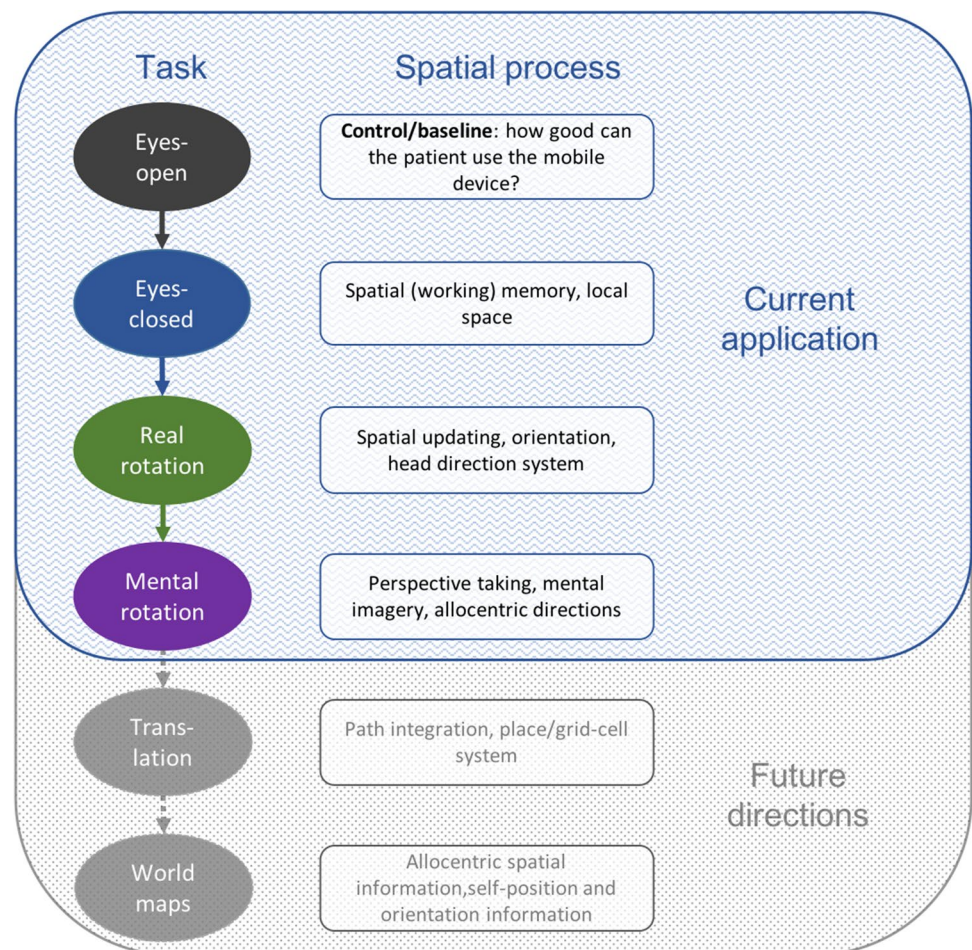 Task
Spatial process
Eyes-
open
Control/baseline: how good can
the patient use the mobile
device?
Eyes-
closed
Spatial (working) memory, local
space
Current
application
Real
rotation
Spatial updating, orientation,
head direction system
Mental
rotation
Perspective taking, mental
imagery, allocentric directions
Trans-
lation
Path integration, place/grid-cell
system
Future
directions
World
maps
Allocentric spatial
information,self-position and
orientation information